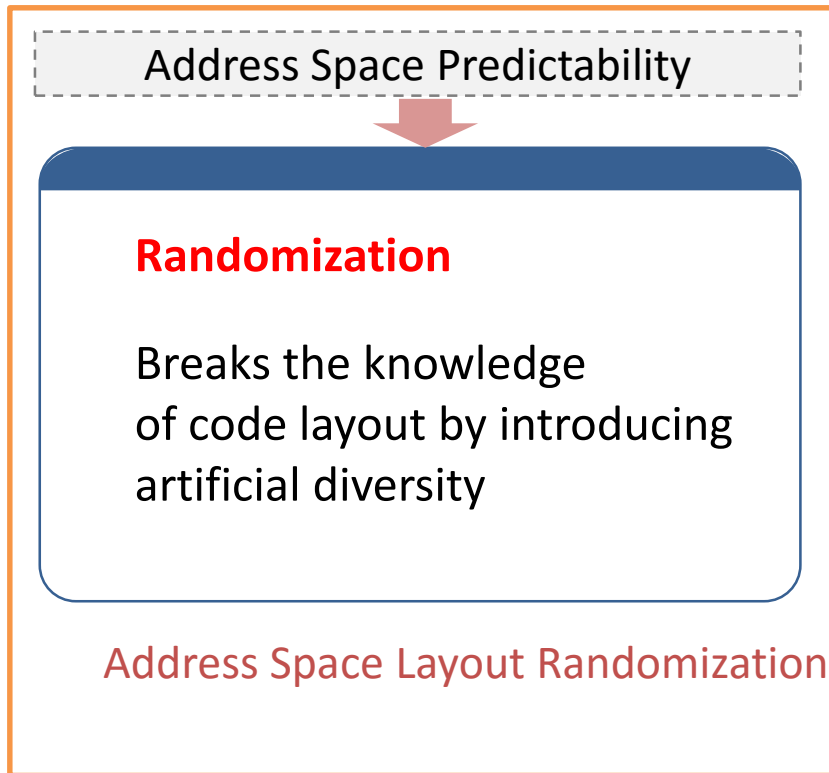 Address Space Predictability
Randomization
Breaks the knowledge
of code layout by introducing
artificial diversity
Address Space Layout Randomization